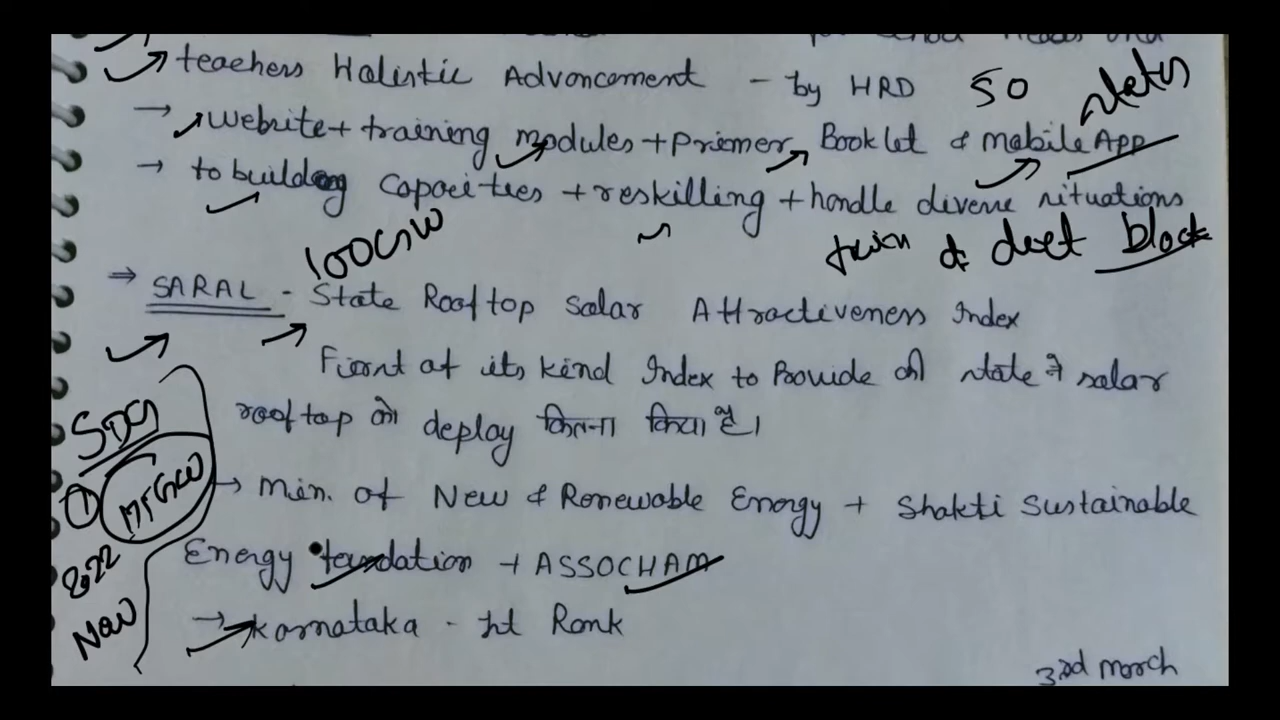 teachers Holistic Advancement - by HRD 50 states
→ website + training modules + Primer Booklet & mobile App
→ to building capacities + reskilling + handle diverse situations
block
100GW
⇒ SARAL - State Rooftop Solar Attractiveness Index
First of its kind Index to Provide की state ने solar
rooftop को deploy कितना किया है।
SDG
7
→ Min. of New & Renewable Energy + Shakti Sustainable
Energy foundation + ASSOCHAM
2022
→ Karnataka - 1st Rank
3rd march